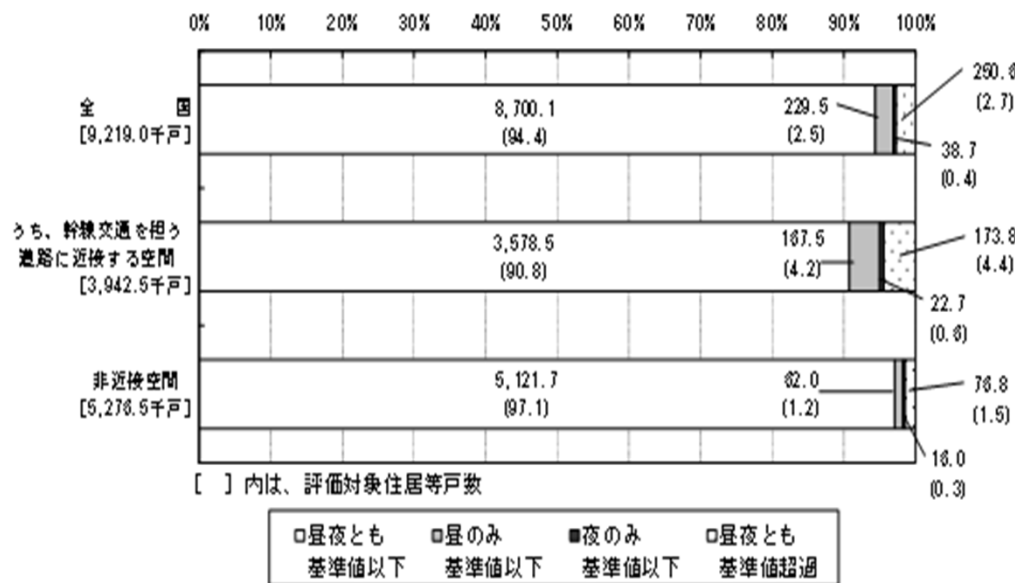 0% 10% 20% 30% 40% 50% 60% 70% 80% 90% 100%
全 国
[9,219.0千戸]
8,700.1
(94.4)
229.5
(2.5)
250.6
(2.7)
38.7
(0.4)
うち、幹線交通を担う
道路に近接する空間
[3,942.5千戸]
3,578.5
(90.8)
167.5
(4.2)
173.8
(4.4)
22.7
(0.6)
非近接空間
[5,276.5千戸]
5,121.7
(97.1)
62.0
(1.2)
76.8
(1.5)
16.0
(0.3)
[ ] 内は、評価対象住居等戸数
□昼夜とも ■昼のみ ■夜のみ □昼夜とも
基準値以下 基準値以下 基準値以下 基準値超過